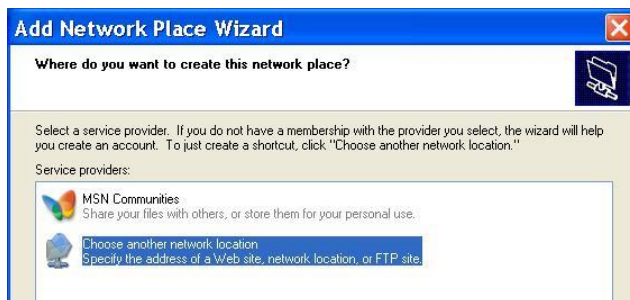 Add Network Place Wizard
Where do you want to create this network place?
Select a service provider. If you do not have a membership with the provider you select, the wizard will help
you create an account. To just create a shortcut, click "Choose another network location."
Service providers:
MSN Communities
Share your files with others, or store them for your personal use.
Choose another network location
Specify the address of a Web site, network location, or FTP site.